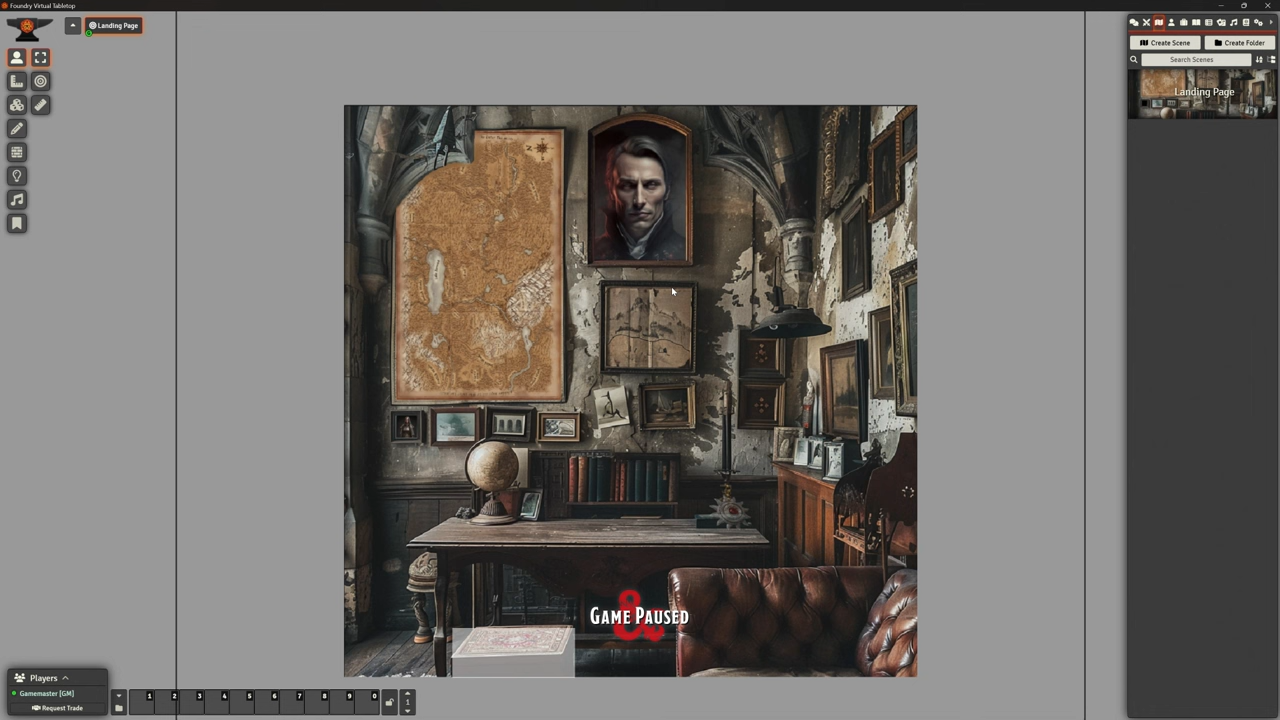 Foundry Virtual Tabletop
Landing Page
Create Scene
Create Folder
Search Scenes
Landing Page
GAME PAUSED
Players
Gamemaster [GM]
Request Trade
1 2 3 4 5 6 7 8 9 0
1